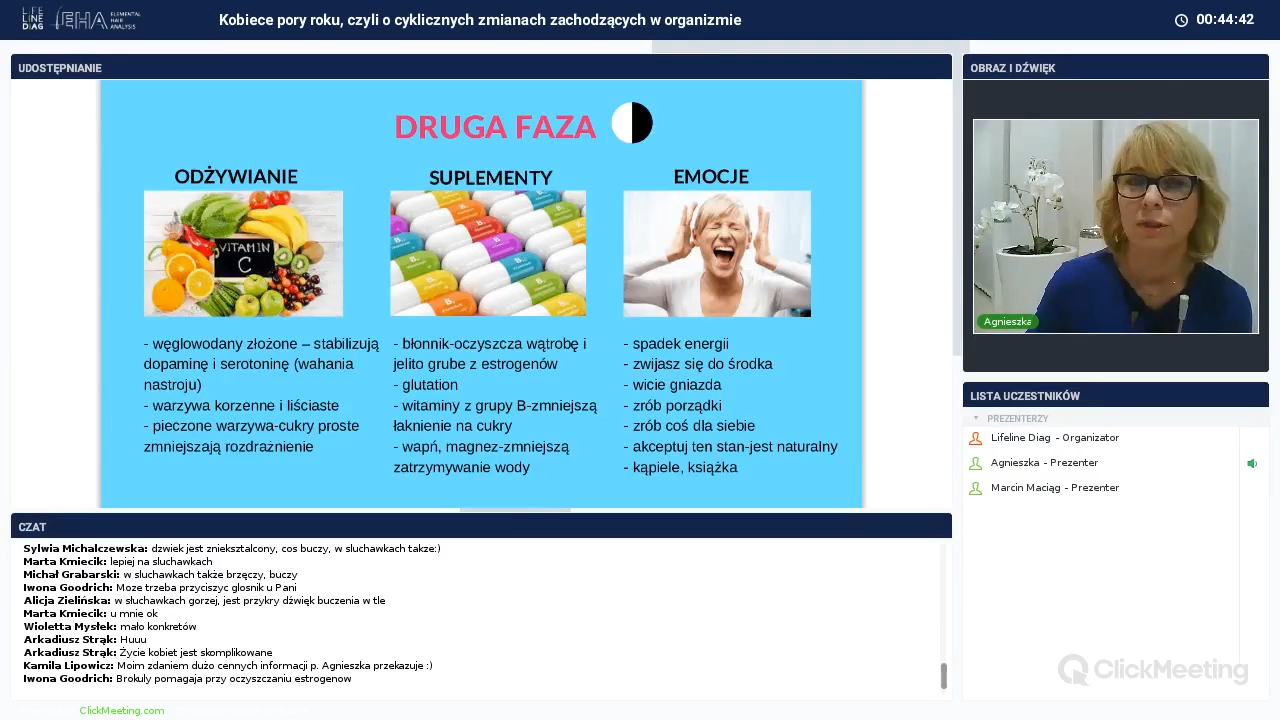 LIFE
LINE
DIAG
EHA
ELEMENTAL
HAIR
ANALYSIS
Kobiece pory roku, czyli o cyklicznych zmianach zachodzących w organizmie
00:44:42
UDOSTĘPNIANIE
DRUGA FAZA
ODŻYWIANIE
SUPLEMENTY
EMOCJE
VITAMIN
C
- węglowodany złożone – stabilizują
dopaminę i serotoninę (wahania
nastroju)
- warzywa korzenne i liściaste
- pieczone warzywa-cukry proste
zmniejszają rozdrażnienie
- błonnik-oczyszcza wątrobę i
jelito grube z estrogenów
- glutation
- witaminy z grupy B-zmniejszą
łaknienie na cukry
- wapń, magnez-zmniejszą
zatrzymywanie wody
- spadek energii
- zwijasz się do środka
- wicie gniazda
- zrób porządki
- zrób coś dla siebie
- akceptuj ten stan-jest naturalny
- kąpiele, książka
OBRAZ I DŹWIĘK
Agnieszka
LISTA UCZESTNIKÓW
PREZENTERZY
Lifeline Diag - Organizator
Agnieszka - Prezenter
Marcin Maciąg - Prezenter
CZAT
Sylwia Michalczewska: dzwiek jest znieksztalcony, cos buczy, w sluchawkach takze:)
Marta Kmiecik: lepiej na sluchawkach
Michał Grabarski: w sluchawkach także brzęczy, buczy
Iwona Goodrich: Moze trzeba przyciszyc glosnik u Pani
Alicja Zielińska: w słuchawkach gorzej, jest przykry dźwięk buczenia w tle
Marta Kmiecik: u mnie ok
Wioletta Mysłek: mało konkretów
Arkadiusz Strąk: Huuu
Arkadiusz Strąk: Życie kobiet jest skomplikowane
Kamila Lipowicz: Moim zdaniem dużo cennych informacji p. Agnieszka przekazuje :)
Iwona Goodrich: Brokuly pomagaja przy oczyszczaniu estrogenow
ClickMeeting
ClickMeeting.com